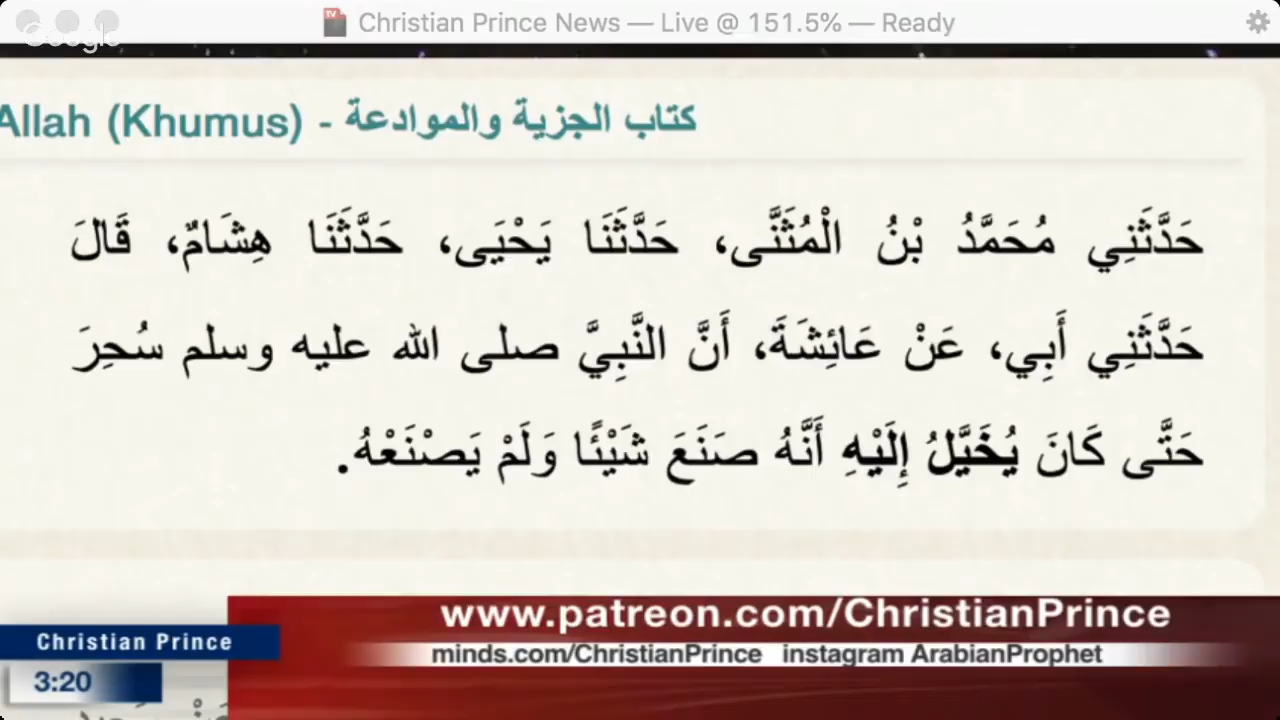 Christian Prince News — Live @ 151.5% — Ready
Google
Allah (Khumus) - كتاب الجزية والموادعة
حَدَّثَنِي مُحَمَّدُ بْنُ الْمُثَنَّى، حَدَّثَنَا يَحْيَى، حَدَّثَنَا هِشَامٌ، قَالَ
حَدَّثَنِي أَبِي، عَنْ عَائِشَةَ، أَنَّ النَّبِيَّ صلى الله عليه وسلم سُحِرَ
حَتَّى كَانَ يُخَيَّلُ إِلَيْهِ أَنَّهُ صَنَعَ شَيْئًا وَلَمْ يَصْنَعْهُ.
www.patreon.com/ChristianPrince
Christian Prince
minds.com/ChristianPrince instagram ArabianProphet
3:20